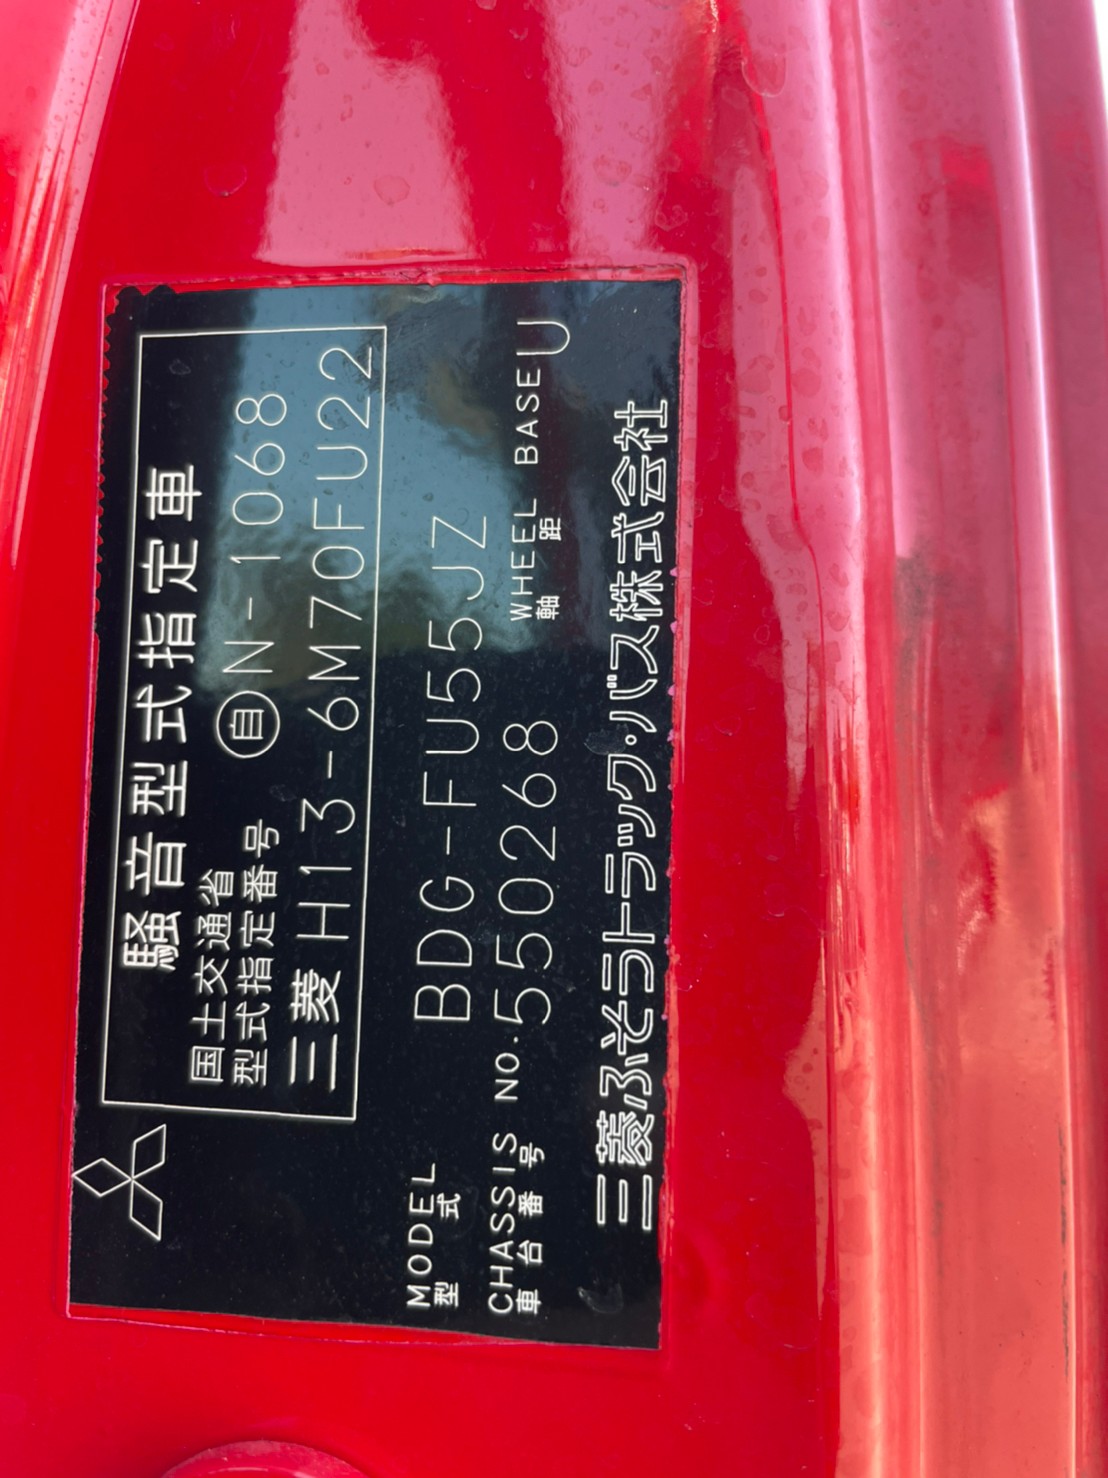 騒音型式指定車
国土交通省
型式指定番号
自N-1068
三菱 H13-6M70FU22
MODEL
型式
BDG-FU55JZ
CHASSIS NO.
車台番号
550268
WHEEL BASE
軸距
U
三菱ふそうトラック・バス株式会社